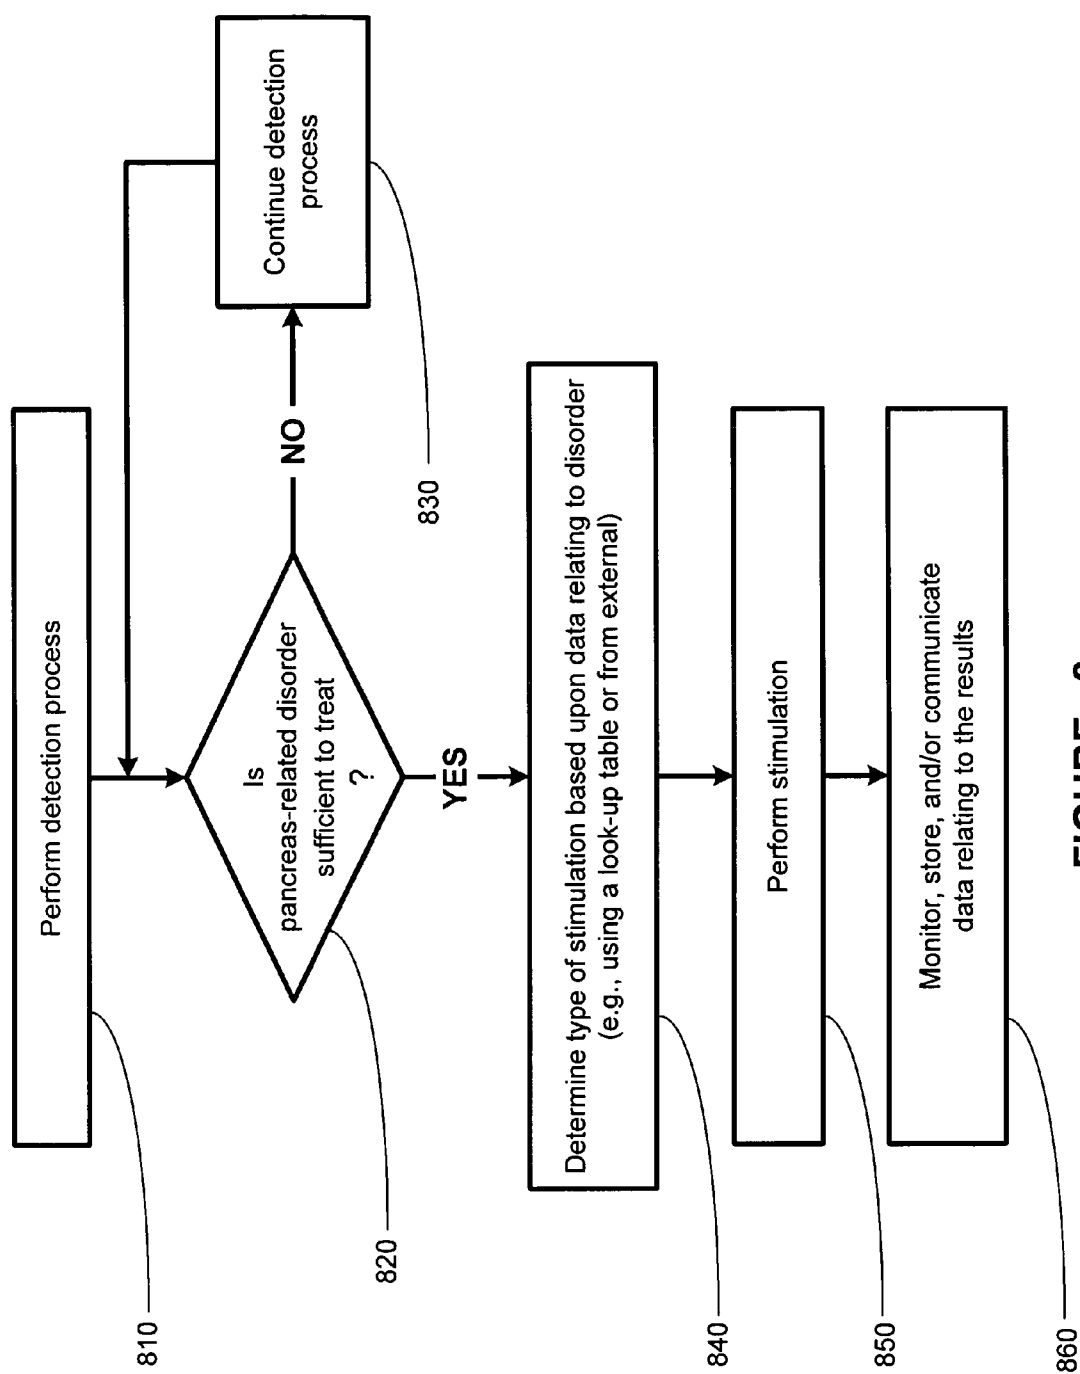 Perform detection process
810
Is
pancreas-related disorder
sufficient to treat
?
820
NO
Continue detection
process
830
YES
Determine type of stimulation based upon data relating to disorder
(e.g., using a look-up table or from external)
840
Perform stimulation
850
Monitor, store, and/or communicate
data relating to the results
860
FIGURE